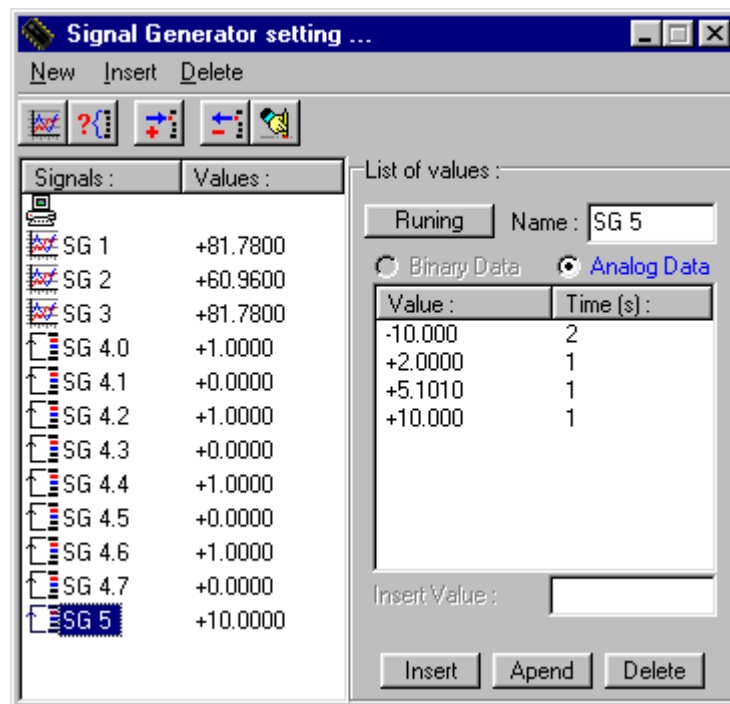 Signal Generator setting ...
New Insert Delete
Signals : Values :
SG 1 +81.7800
SG 2 +60.9600
SG 3 +81.7800
SG 4.0 +1.0000
SG 4.1 +0.0000
SG 4.2 +1.0000
SG 4.3 +0.0000
SG 4.4 +1.0000
SG 4.5 +0.0000
SG 4.6 +1.0000
SG 4.7 +0.0000
SG 5 +10.0000
List of values :
Runing Name : SG 5
Binary Data Analog Data
Value : Time (s) :
-10.000 2
+2.0000 1
+5.1010 1
+10.000 1
Insert Value :
Insert Apend Delete